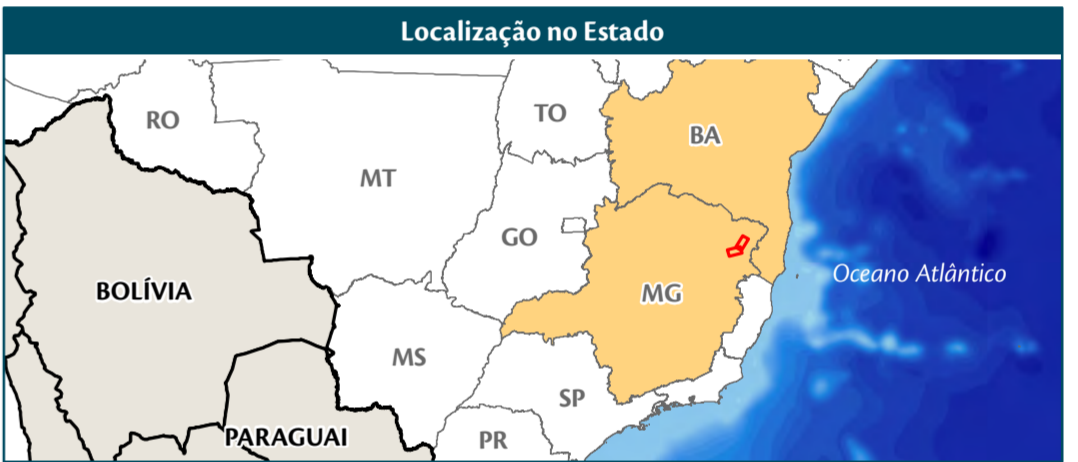 Localização no Estado
RO
TO
BA
MT
GO
BOLÍVIA
MG
Oceano Atlântico
MS
SP
PARAGUAI
PR